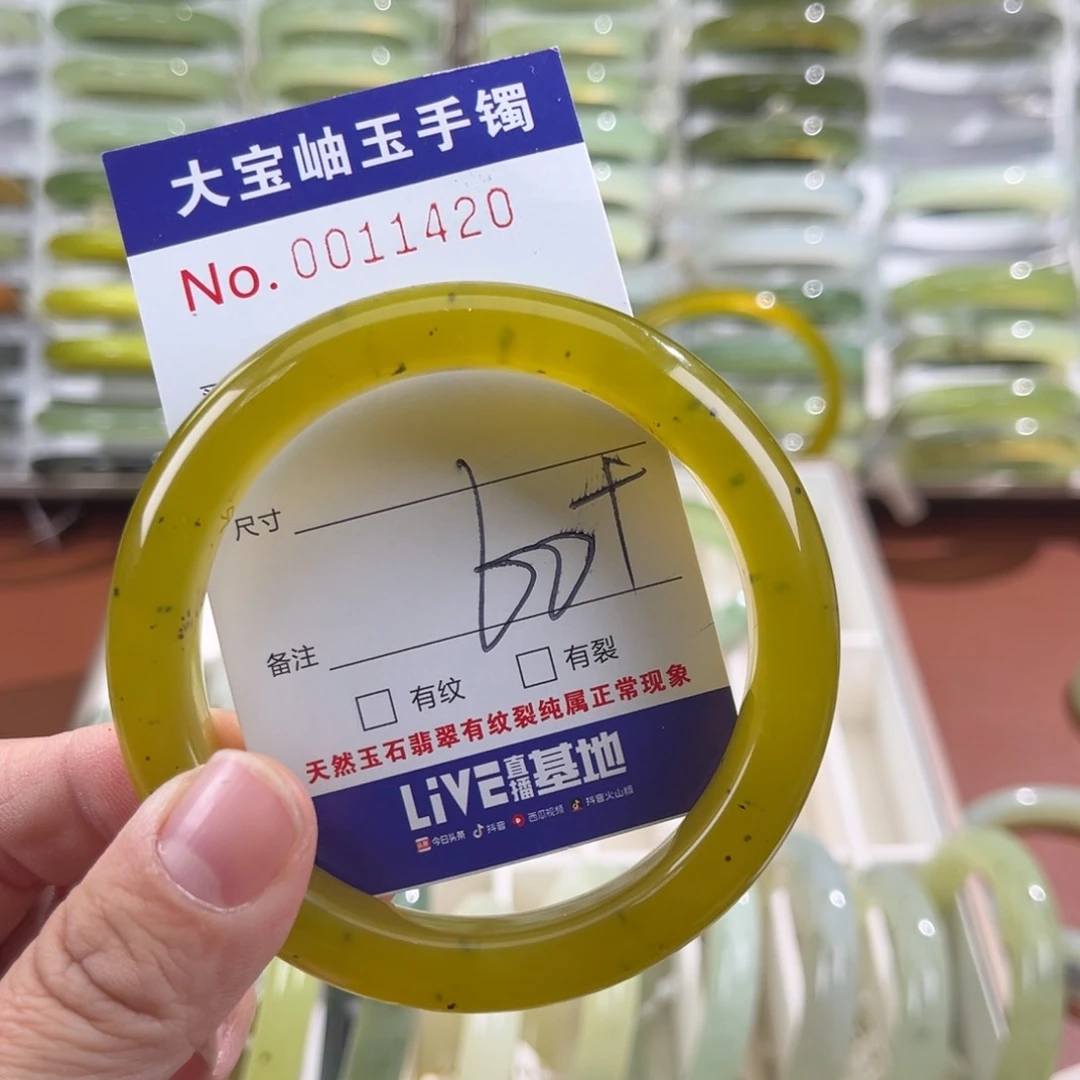 大宝岫玉手镯
No. 0011420
尺寸
备注
有纹 有裂
天然玉石翡翠有纹裂纯属正常现象
LiVE直播基地
今日头条 抖音 西瓜视频 抖音火山版